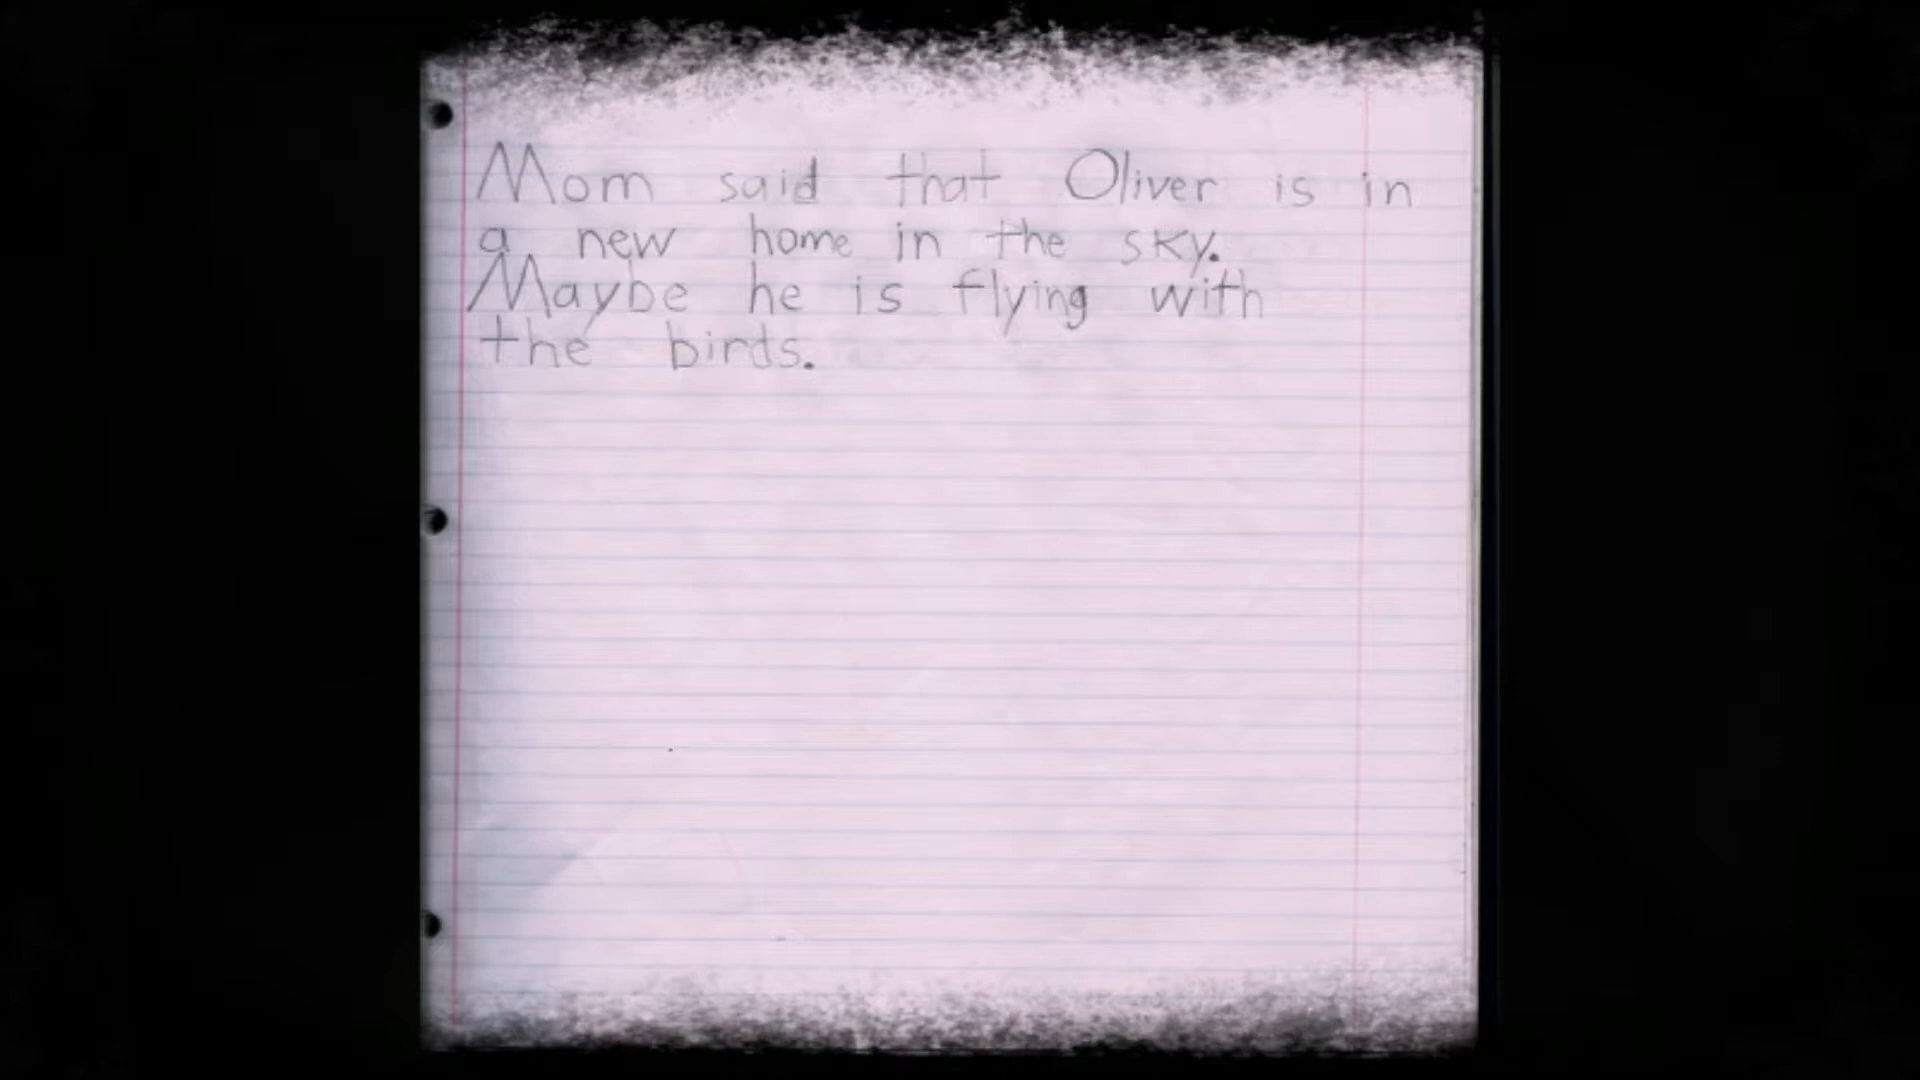 Mom said that Oliver is in
a new home in the sky.
Maybe he is flying with
the birds.